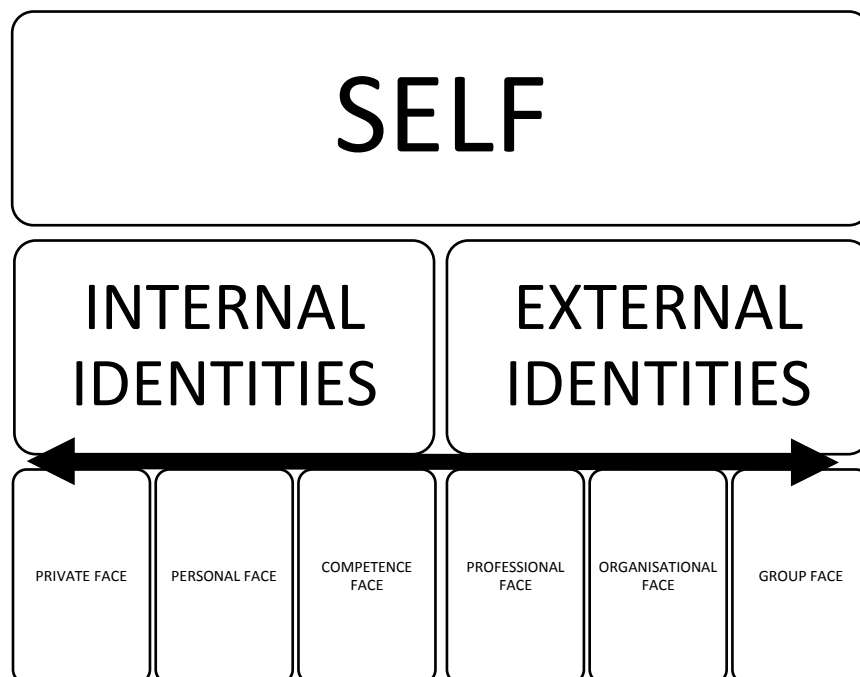 SELF
INTERNAL
IDENTITIES
EXTERNAL
IDENTITIES
PRIVATE FACE
PERSONAL FACE
COMPETENCE
FACE
PROFESSIONAL
FACE
ORGANISATIONAL
FACE
GROUP FACE